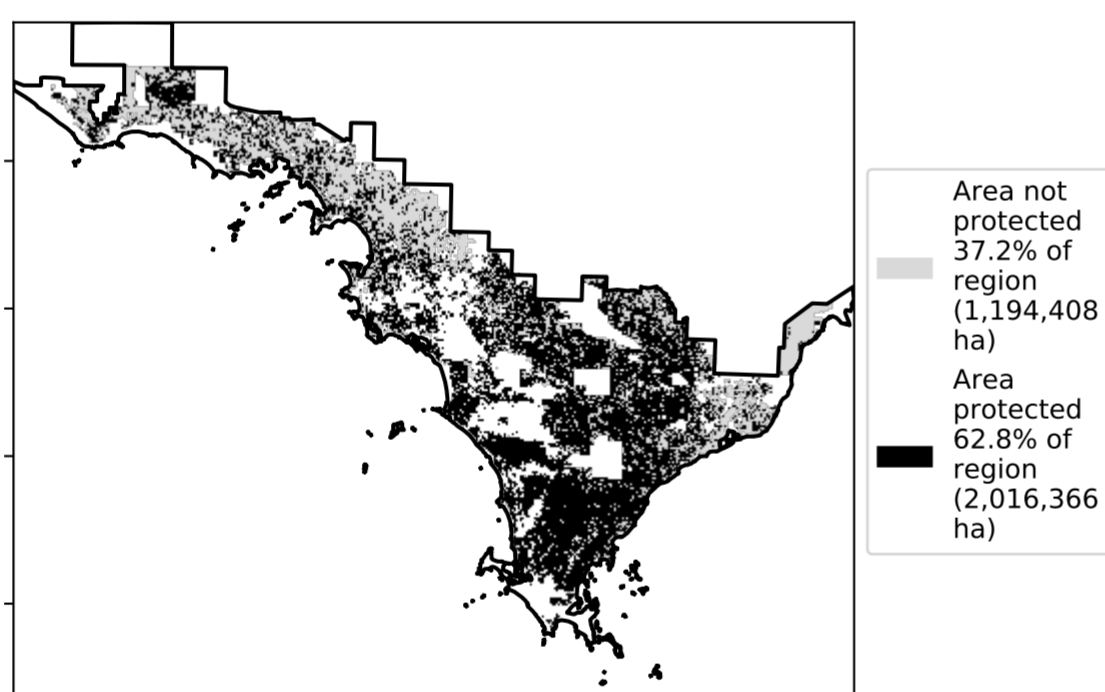 Area not
protected
37.2% of
region
(1,194,408
ha)
Area
protected
62.8% of
region
(2,016,366
ha)